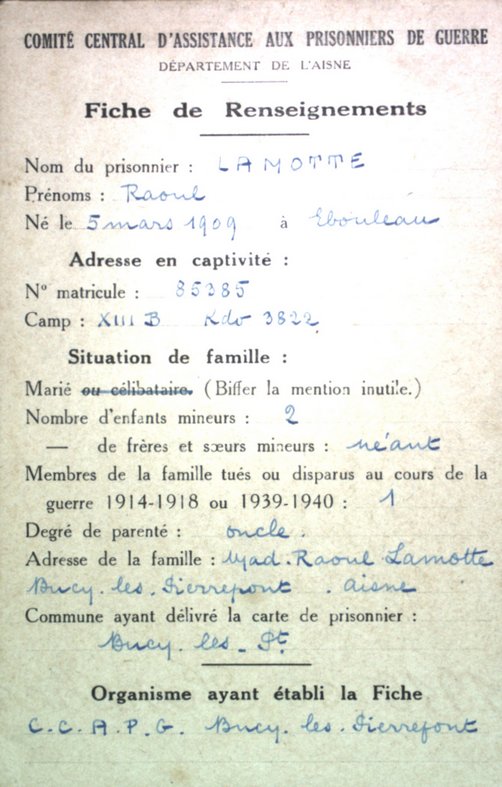 COMITÉ CENTRAL D'ASSISTANCE AUX PRISONNIERS DE GUERRE
DÉPARTEMENT DE L'AISNE
Fiche de Renseignements
Nom du prisonnier : LAMOTTE
Prénoms : Raoul
Né le 5 mars 1909 à Ebouleau
Adresse en captivité :
N° matricule : 85385
Camp : XIII B Kdo 3822
Situation de famille :
Marié ou célibataire. (Biffer la mention inutile.)
Nombre d'enfants mineurs : 2
— de frères et sœurs mineurs : néant
Membres de la famille tués ou disparus au cours de la
guerre 1914-1918 ou 1939-1940 : 1
Degré de parenté : oncle.
Adresse de la famille : Mad. Raoul Lamotte
Bucy. les. Pierrepont. aisne
Commune ayant délivré la carte de prisonnier :
Bucy. les - Pt.
Organisme ayant établi la Fiche
C. C. A. P. G. Bucy. les. Pierrepont